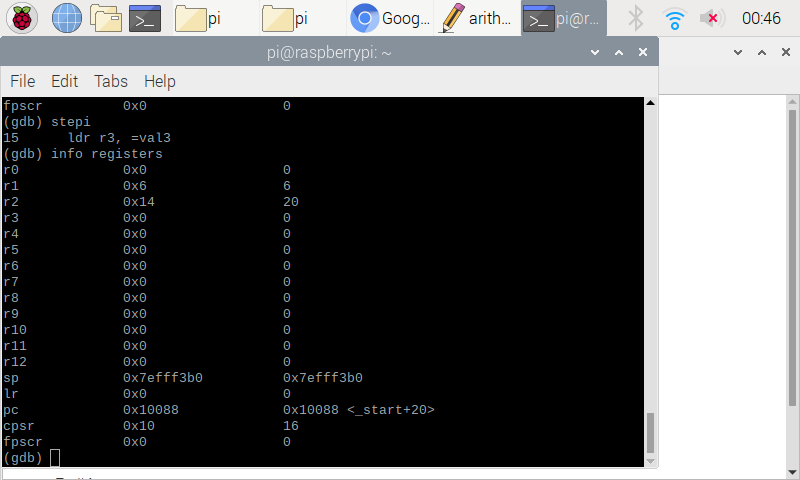 pi
pi
Goog...
arith...
pi@r...
00:46
pi@raspberrypi: ~
File Edit Tabs Help
fpscr 0x0 0
(gdb) stepi
15 ldr r3, =val3
(gdb) info registers
r0 0x0 0
r1 0x6 6
r2 0x14 20
r3 0x0 0
r4 0x0 0
r5 0x0 0
r6 0x0 0
r7 0x0 0
r8 0x0 0
r9 0x0 0
r10 0x0 0
r11 0x0 0
r12 0x0 0
sp 0x7efff3b0 0x7efff3b0
lr 0x0 0
pc 0x10088 0x10088 <_start+20>
cpsr 0x10 16
fpscr 0x0 0
(gdb)